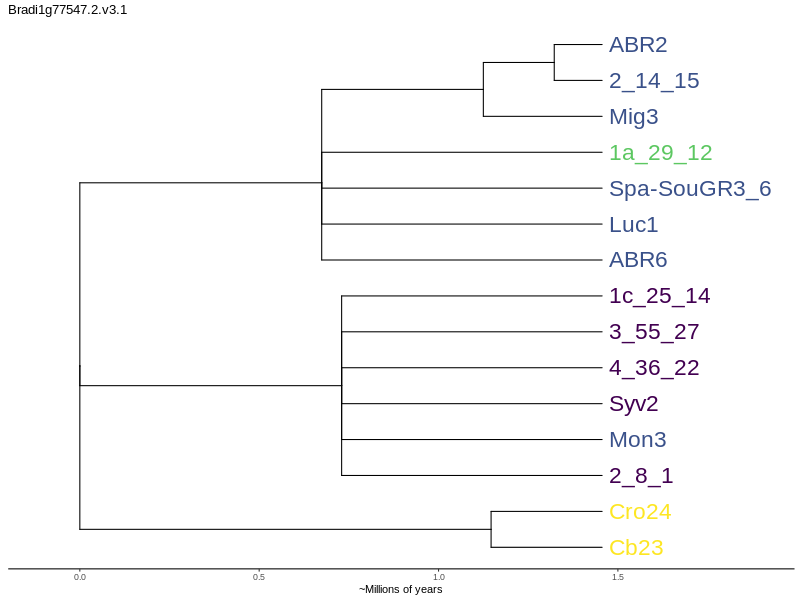 Bradi1g77547.2.v3.1
ABR2
2_14_15
Mig3
1a_29_12
Spa-SouGR3_6
Luc1
ABR6
1c_25_14
3_55_27
4_36_22
Syv2
Mon3
2_8_1
Cro24
Cb23
0.0 0.5 1.0 1.5
~Millions of years